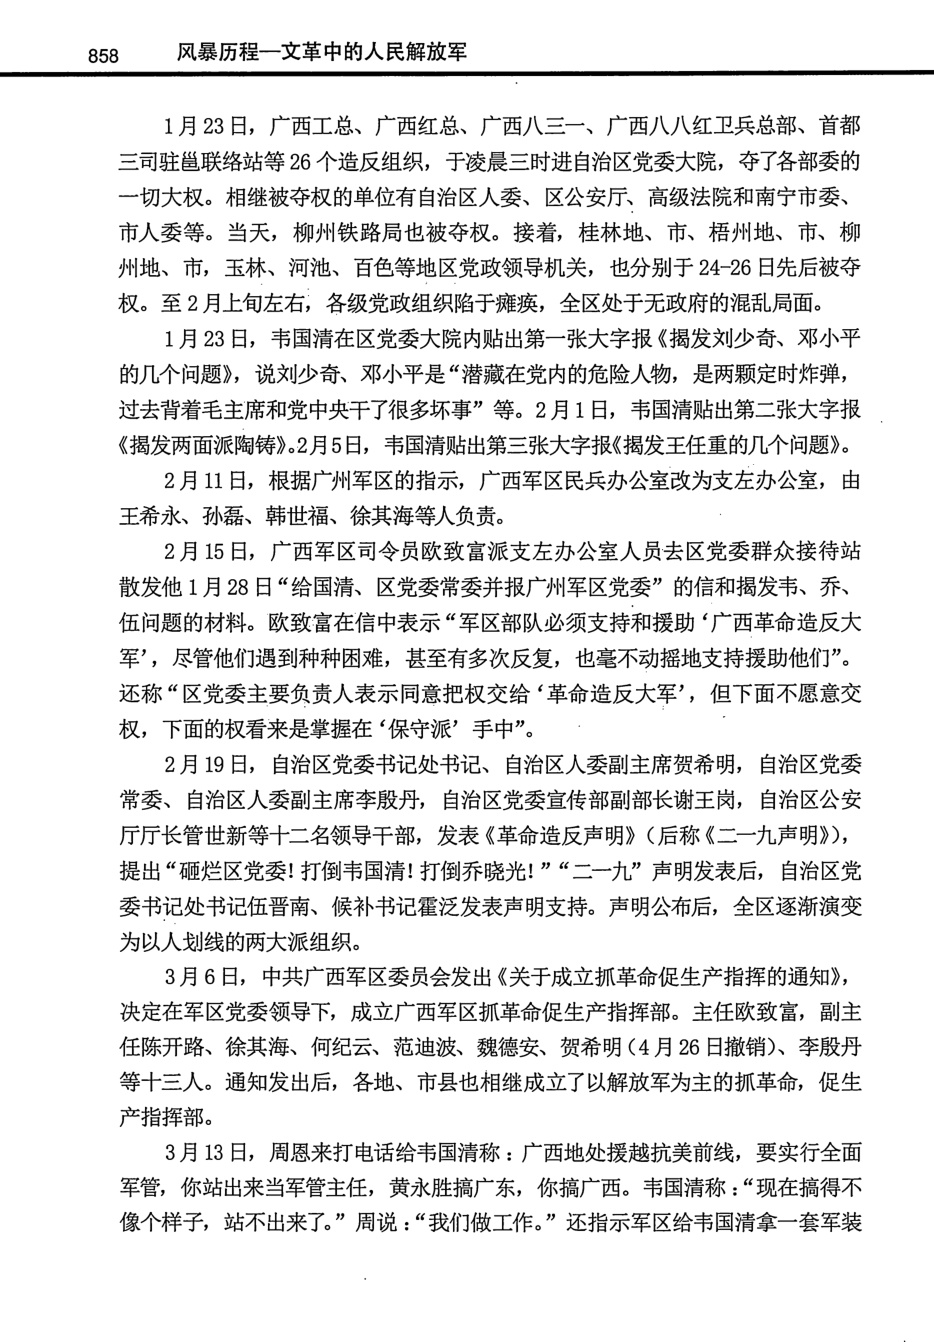 858 风暴历程—文革中的人民解放军
1月23日，广西工总、广西红总、广西八三一、广西八八红卫兵总部、首都
三司驻邕联络站等26个造反组织，于凌晨三时进自治区党委大院，夺了各部委的
一切大权。相继被夺权的单位有自治区人委、区公安厅、高级法院和南宁市委、
市人委等。当天，柳州铁路局也被夺权。接着，桂林地、市、梧州地、市、柳
州地、市，玉林、河池、百色等地区党政领导机关，也分别于24-26日先后被夺
权。至2月上旬左右，各级党政组织陷于瘫痪，全区处于无政府的混乱局面。
1月23日，韦国清在区党委大院内贴出第一张大字报《揭发刘少奇、邓小平
的几个问题》，说刘少奇、邓小平是“潜藏在党内的危险人物，是两颗定时炸弹，
过去背着毛主席和党中央干了很多坏事”等。2月1日，韦国清贴出第二张大字报
《揭发两面派陶铸》。2月5日，韦国清贴出第三张大字报《揭发王任重的几个问题》。
2月11日，根据广州军区的指示，广西军区民兵办公室改为支左办公室，由
王希永、孙磊、韩世福、徐其海等人负责。
2月15日，广西军区司令员欧致富派支左办公室人员去区党委群众接待站
散发他1月28日“给国清、区党委常委并报广州军区党委”的信和揭发韦、乔、
伍问题的材料。欧致富在信中表示“军区部队必须支持和援助‘广西革命造反大
军’，尽管他们遇到种种困难，甚至有多次反复，也毫不动摇地支持援助他们”。
还称“区党委主要负责人表示同意把权交给‘革命造反大军’，但下面不愿意交
权，下面的权看来是掌握在‘保守派’手中”。
2月19日，自治区党委书记处书记、自治区人委副主席贺希明，自治区党委
常委、自治区人委副主席李殷丹，自治区党委宣传部副部长谢王岗，自治区公安
厅厅长管世新等十二名领导干部，发表《革命造反声明》（后称《二一九声明》），
提出“砸烂区党委！打倒韦国清！打倒乔晓光！”“二一九”声明发表后，自治区党
委书记处书记伍晋南、候补书记霍泛发表声明支持。声明公布后，全区逐渐演变
为以人划线的两大派组织。
3月6日，中共广西军区委员会发出《关于成立抓革命促生产指挥的通知》，
决定在军区党委领导下，成立广西军区抓革命促生产指挥部。主任欧致富，副主
任陈开路、徐其海、何纪云、范迪波、魏德安、贺希明（4月26日撤销）、李殷丹
等十三人。通知发出后，各地、市县也相继成立了以解放军为主的抓革命，促生
产指挥部。
3月13日，周恩来打电话给韦国清称：广西地处援越抗美前线，要实行全面
军管，你站出来当军管主任，黄永胜搞广东，你搞广西。韦国清称：“现在搞得不
像个样子，站不出来了。”周说：“我们做工作。”还指示军区给韦国清拿一套军装